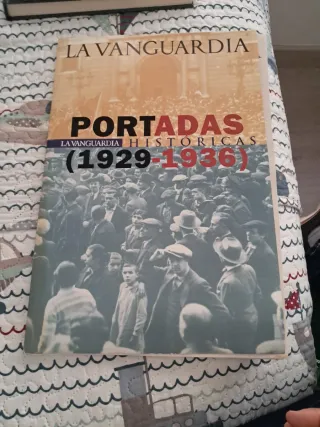 LA VANGUARDIA
PORTADAS
LA VANGUARDIA HISTÓRICAS
(1929-1936)